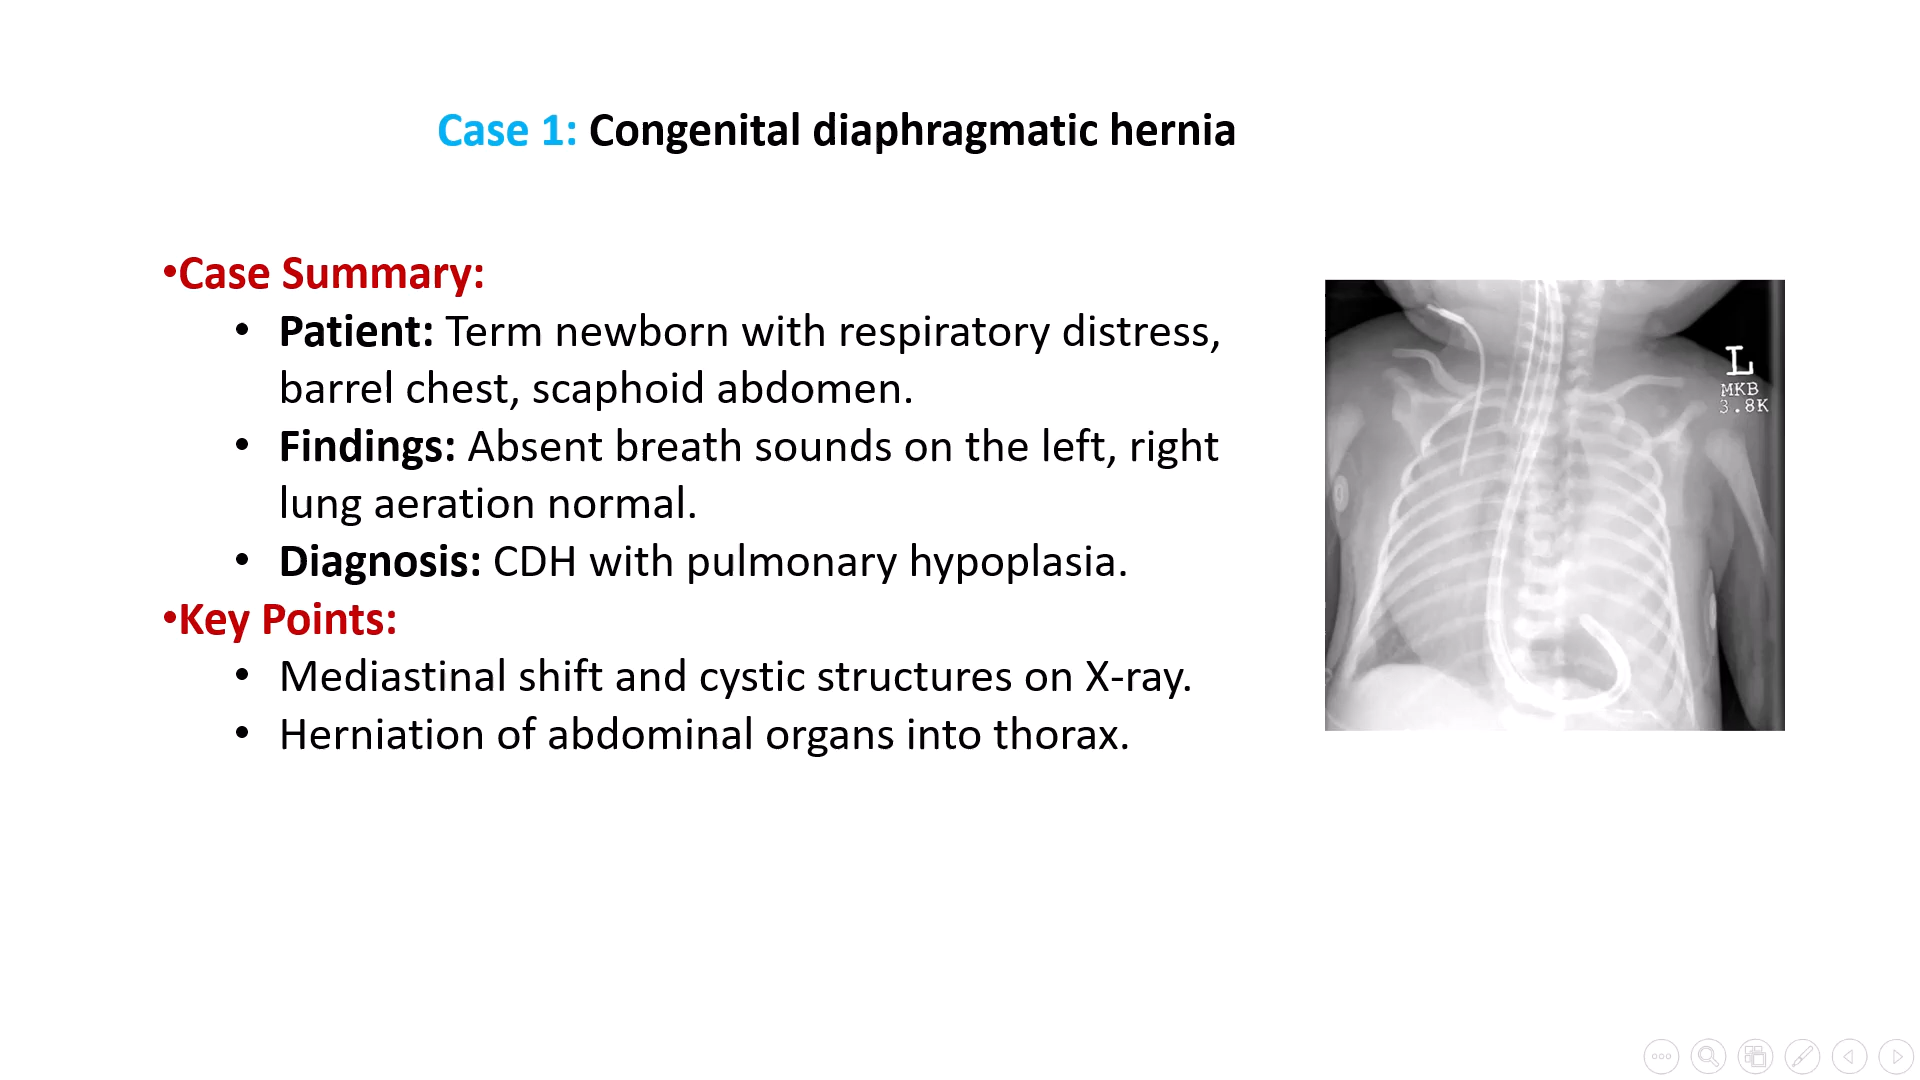 Case 1: Congenital diaphragmatic hernia
•Case Summary:
• Patient: Term newborn with respiratory distress,
barrel chest, scaphoid abdomen.
• Findings: Absent breath sounds on the left, right
lung aeration normal.
• Diagnosis: CDH with pulmonary hypoplasia.
•Key Points:
• Mediastinal shift and cystic structures on X-ray.
• Herniation of abdominal organs into thorax.
L
MKB
3.8K